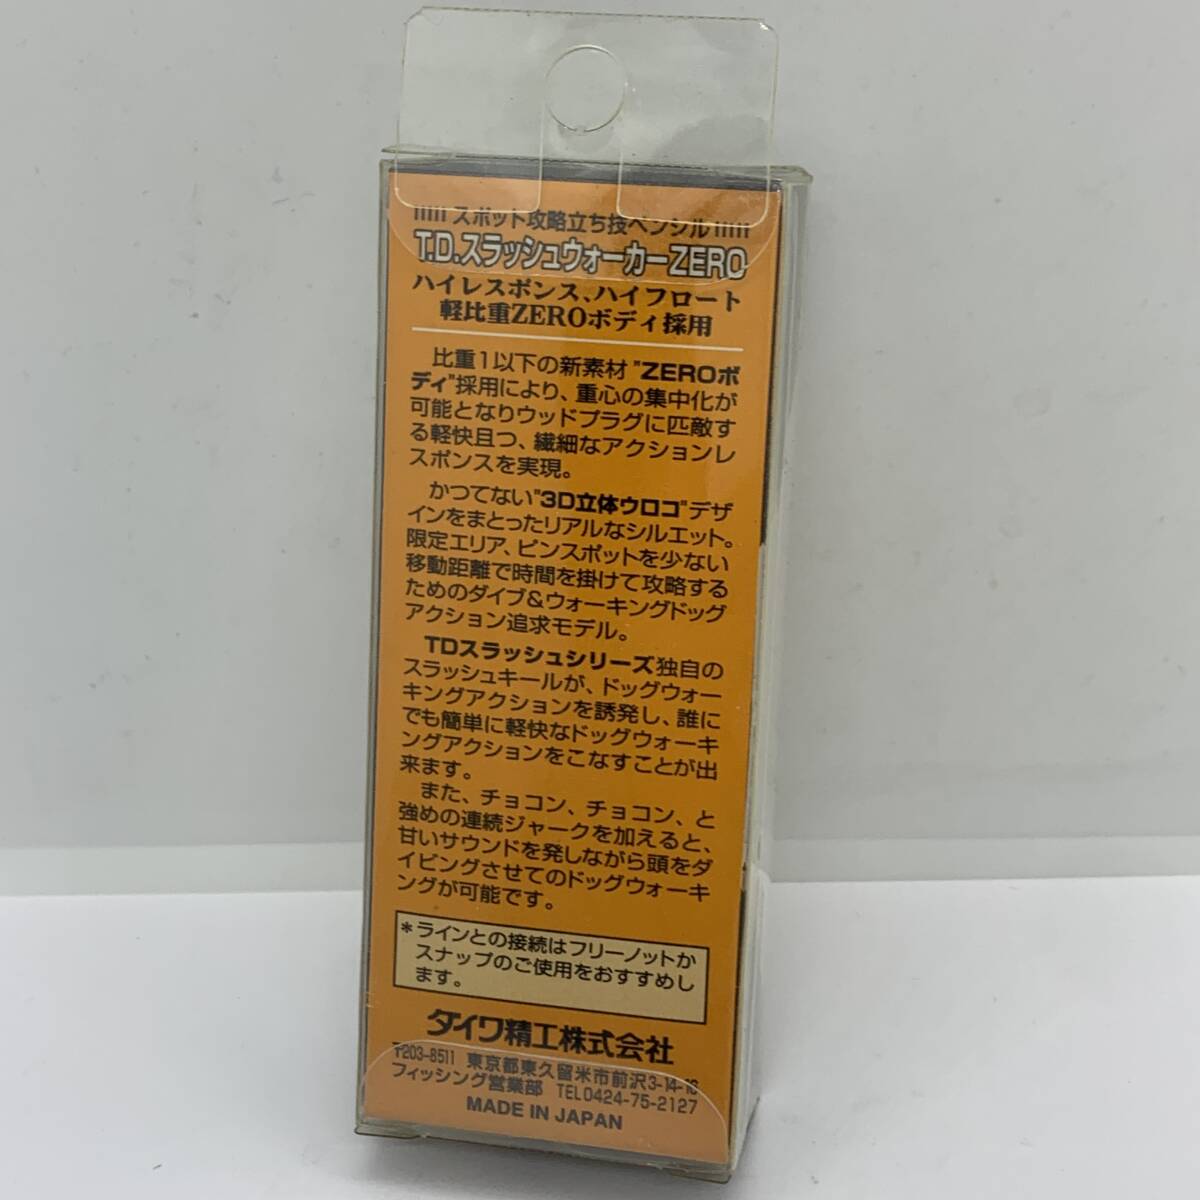 スポット攻略立ち技ペンシル
T.D.スラッシュウォーカーZERO
ハイレスポンス、ハイフロート
軽比重ZEROボディ採用
比重1以下の新素材"ZEROボ
ディ"採用により、重心の集中化が
可能となりウッドプラグに匹敵す
る軽快且つ、繊細なアクションレ
スポンスを実現。
かつてない"3D立体ウロコ"デザ
インをまとったリアルなシルエット。
限定エリア、ピンスポットを少ない
移動距離で時間を掛けて攻略する
ためのダイブ&ウォーキングドッグ
アクション追求モデル。
TDスラッシュシリーズ独自の
スラッシュキールが、ドッグウォー
キングアクションを誘発し、誰に
でも簡単に軽快なドッグウォーキ
ングアクションをこなすことが出
来ます。
また、チョコン、チョコン、と
強めの連続ジャークを加えると、
甘いサウンドを発しながら頭をダ
イビングさせてのドッグウォーキ
ングが可能です。
*ラインとの接続はフリーノットか
スナップのご使用をおすすめし
ます。
ダイワ精工株式会社
〒203-8511 東京都東久留米市前沢3-14-16
フィッシング営業部 TEL0424-75-2127
MADE IN JAPAN